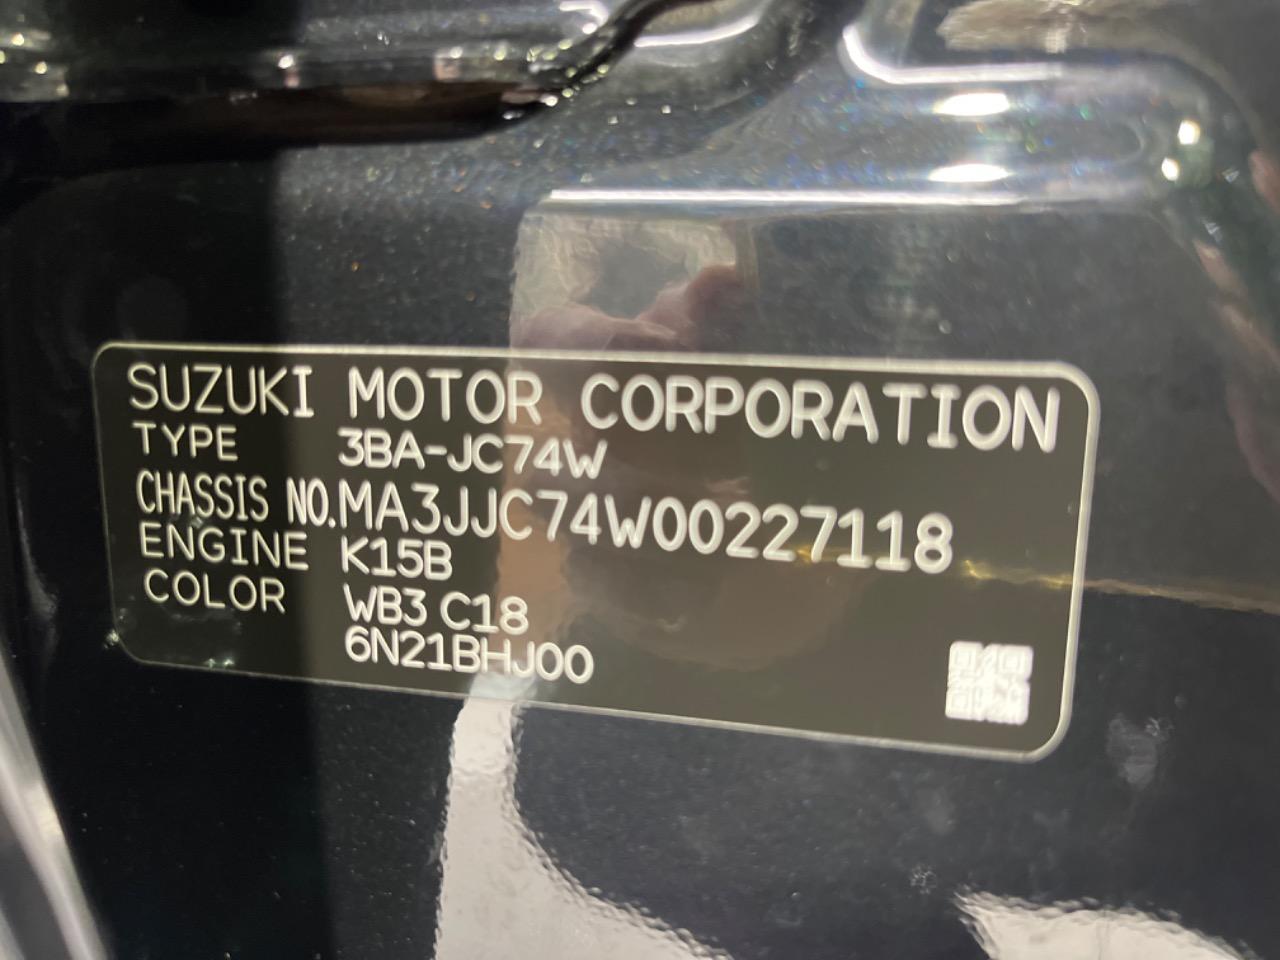 SUZUKI MOTOR CORPORATION
TYPE 3BA-JC74W
CHASSIS NO.MA3JJC74W00227118
ENGINE K15B
COLOR WB3 C18
6N21BHJ00